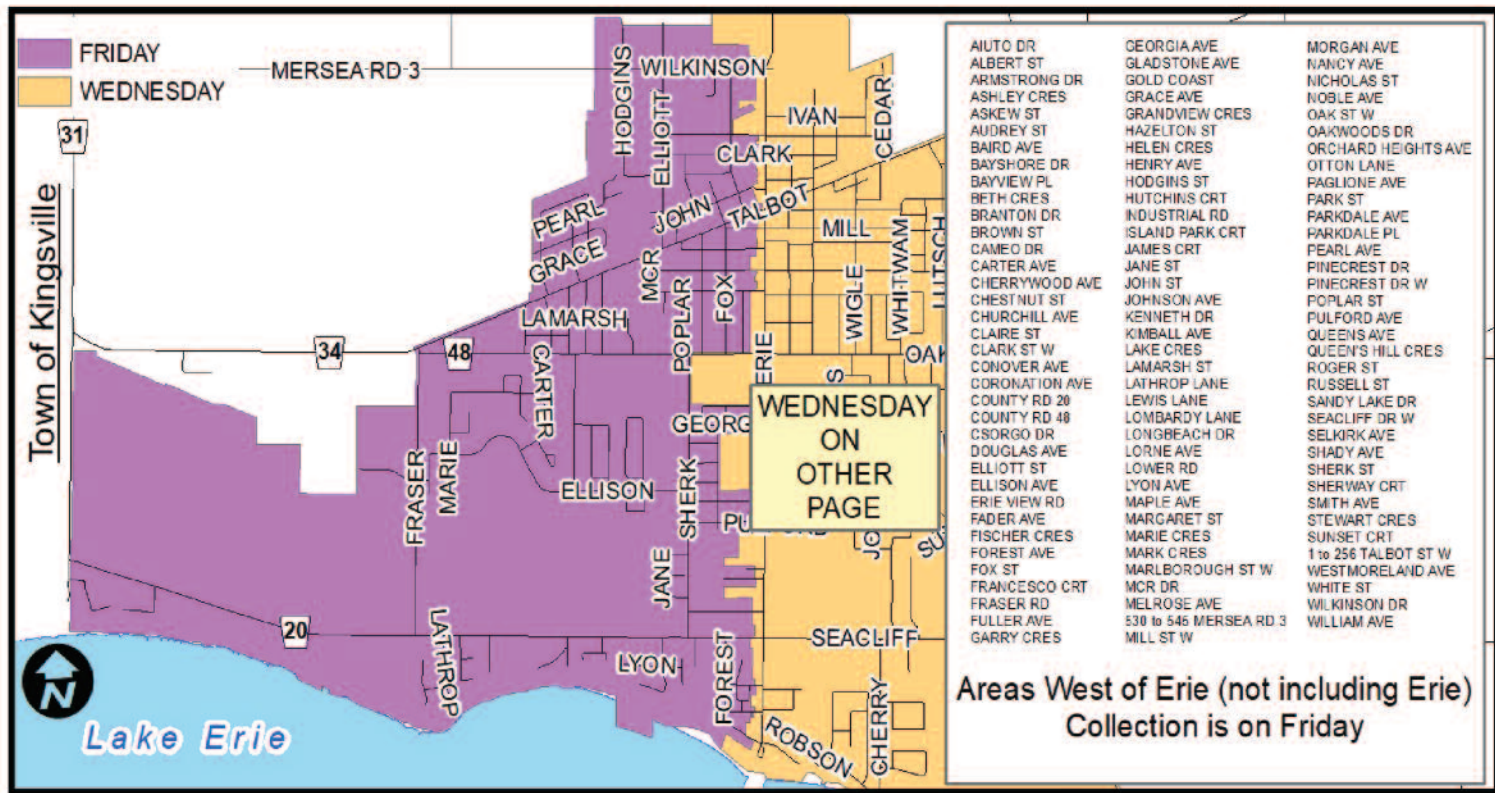 FRIDAY
WEDNESDAY
MERSEA RD 3
31
Town of Kingsville
34
48
20
HODGINS
ELLIOTT
WILKINSON
IVAN
CEDAR
CLARK
PEARL
JOHN
TALBOT
GRACE
MCR
MILL
FOX
POPLAR
WIGLE
WHITWAM
LAMARSH
CARTER
ERIE
OAK
WEDNESDAY
ON
OTHER
PAGE
MARIE
FRASER
ELLISON
SHERK
JANE
LATHROP
LYON
FOREST
SEACLIFF
CHERRY
ROBSON
N
Lake Erie
AIUTO DR
ALBERT ST
ARMSTRONG DR
ASHLEY CRES
ASKEW ST
AUDREY ST
BAIRD AVE
BAYSHORE DR
BAYVIEW PL
BETH CRES
BRANTON DR
BROWN ST
CAMEO DR
CARTER AVE
CHERRYWOOD AVE
CHESTNUT ST
CHURCHILL AVE
CLAIRE ST
CLARK ST W
CONOVER AVE
CORONATION AVE
COUNTY RD 20
COUNTY RD 48
CSORGO DR
DOUGLAS AVE
ELLIOTT ST
ELLISON AVE
ERIE VIEW RD
FADER AVE
FISCHER CRES
FOREST AVE
FOX ST
FRANCESCO CRT
FRASER RD
FULLER AVE
GARRY CRES
GEORGIA AVE
GLADSTONE AVE
GOLD COAST
GRACE AVE
GRANDVIEW CRES
HAZELTON ST
HELEN CRES
HENRY AVE
HODGINS ST
HUTCHINS CRT
INDUSTRIAL RD
ISLAND PARK CRT
JAMES CRT
JANE ST
JOHN ST
JOHNSON AVE
KENNETH DR
KIMBALL AVE
LAKE CRES
LAMARSH ST
LATHROP LANE
LEWIS LANE
LOMBARDY LANE
LONGBEACH DR
LORNE AVE
LOWER RD
LYON AVE
MAPLE AVE
MARGARET ST
MARIE CRES
MARK CRES
MARLBOROUGH ST W
MCR DR
MELROSE AVE
530 to 546 MERSEA RD 3
MILL ST W
MORGAN AVE
NANCY AVE
NICHOLAS ST
NOBLE AVE
OAK ST W
OAKWOODS DR
ORCHARD HEIGHTS AVE
OTTON LANE
PAGLIONE AVE
PARK ST
PARKDALE AVE
PARKDALE PL
PEARL AVE
PINECREST DR
PINECREST DR W
POPLAR ST
PULFORD AVE
QUEENS AVE
QUEEN'S HILL CRES
ROGER ST
RUSSELL ST
SANDY LAKE DR
SEACLIFF DR W
SELKIRK AVE
SHADY AVE
SHERK ST
SHERWAY CRT
SMITH AVE
STEWART CRES
SUNSET CRT
1 to 256 TALBOT ST W
WESTMORELAND AVE
WHITE ST
WILKINSON DR
WILLIAM AVE
Areas West of Erie (not including Erie)
Collection is on Friday